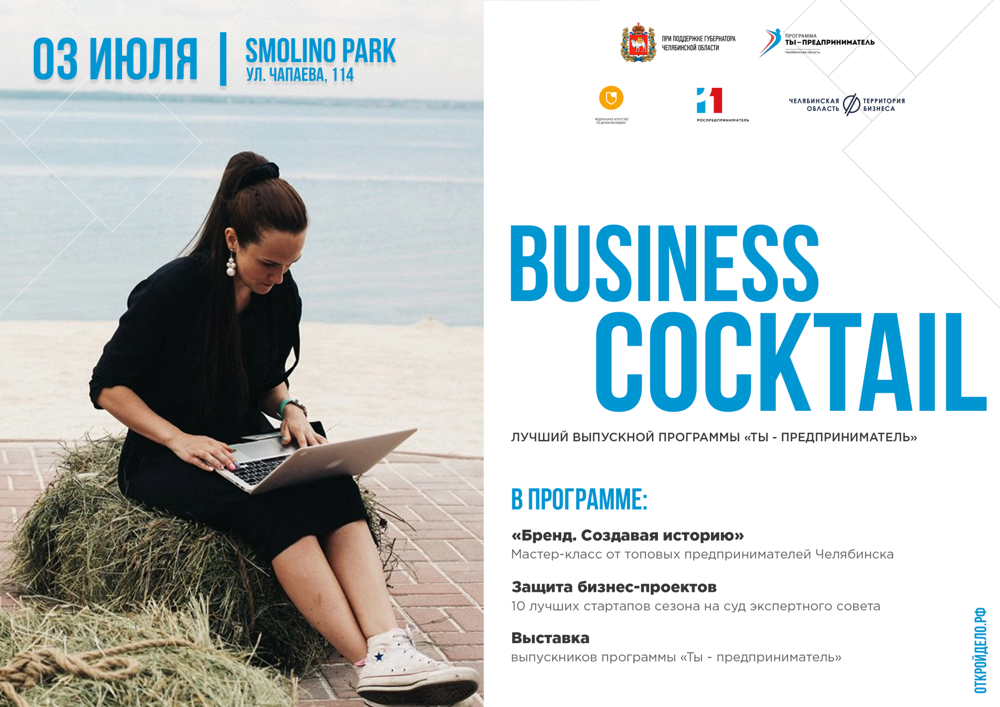 03 ИЮЛЯ
SMOLINO PARK
УЛ. ЧАПАЕВА, 114
ПРИ ПОДДЕРЖКЕ ГУБЕРНАТОРА
ЧЕЛЯБИНСКОЙ ОБЛАСТИ
ПРОГРАММА
ТЫ–ПРЕДПРИНИМАТЕЛЬ
Челябинская область
ФЕДЕРАЛЬНОЕ АГЕНТСТВО
ПО ДЕЛАМ МОЛОДЕЖИ
РОСПРЕДПРИНИМАТЕЛЬ
ЧЕЛЯБИНСКАЯ
ОБЛАСТЬ
ТЕРРИТОРИЯ
БИЗНЕСА
BUSINESS
COCKTAIL
ЛУЧШИЙ ВЫПУСКНОЙ ПРОГРАММЫ «ТЫ - ПРЕДПРИНИМАТЕЛЬ»
В ПРОГРАММЕ:
«Бренд. Создавая историю»
Мастер-класс от топовых предпринимателей Челябинска
Защита бизнес-проектов
10 лучших стартапов сезона на суд экспертного совета
Выставка
выпускников программы «Ты - предприниматель»
ОТКРОЙДЕЛО.РФ